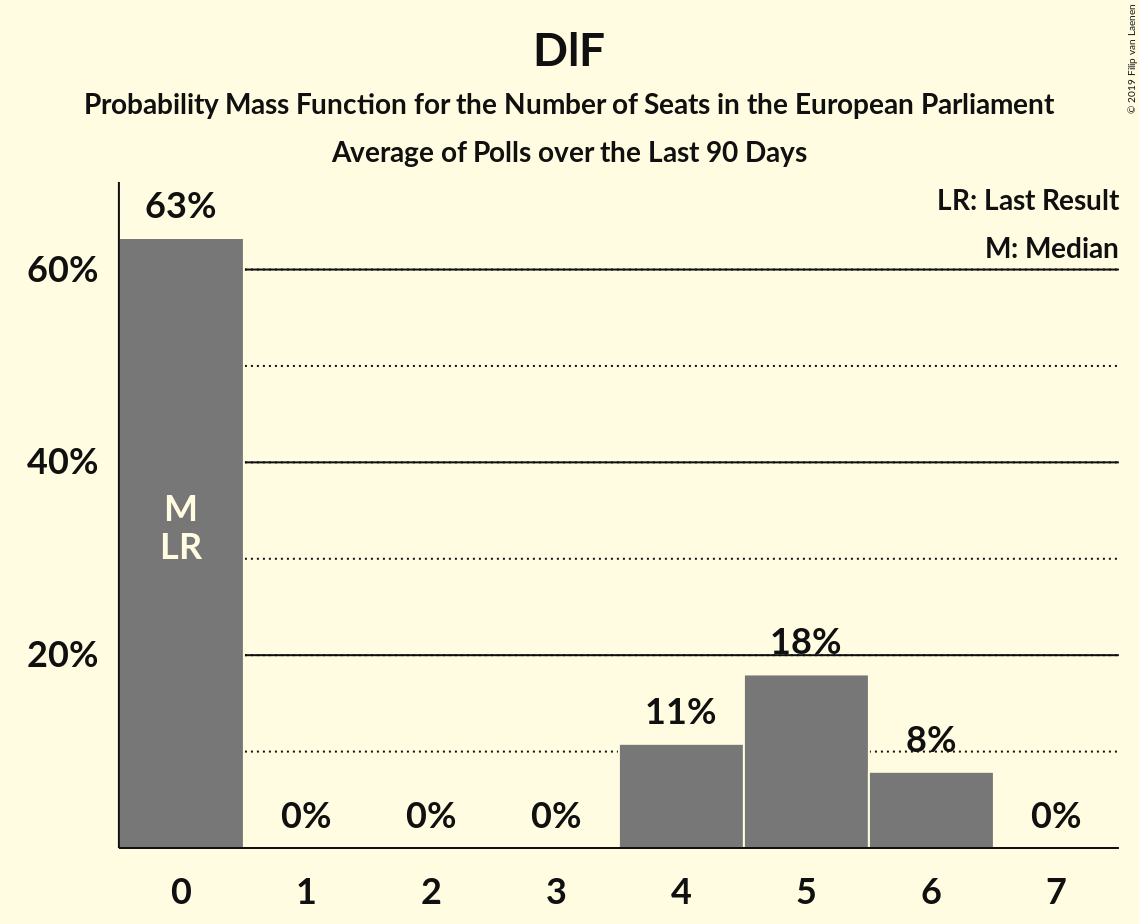 DIF
Probability Mass Function for the Number of Seats in the European Parliament
Average of Polls over the Last 90 Days
© 2019 Filip van Laenen
LR: Last Result
M: Median
63%
60%
40%
M
LR
20%
18%
11%
8%
0% 0% 0% 0%
0 1 2 3 4 5 6 7